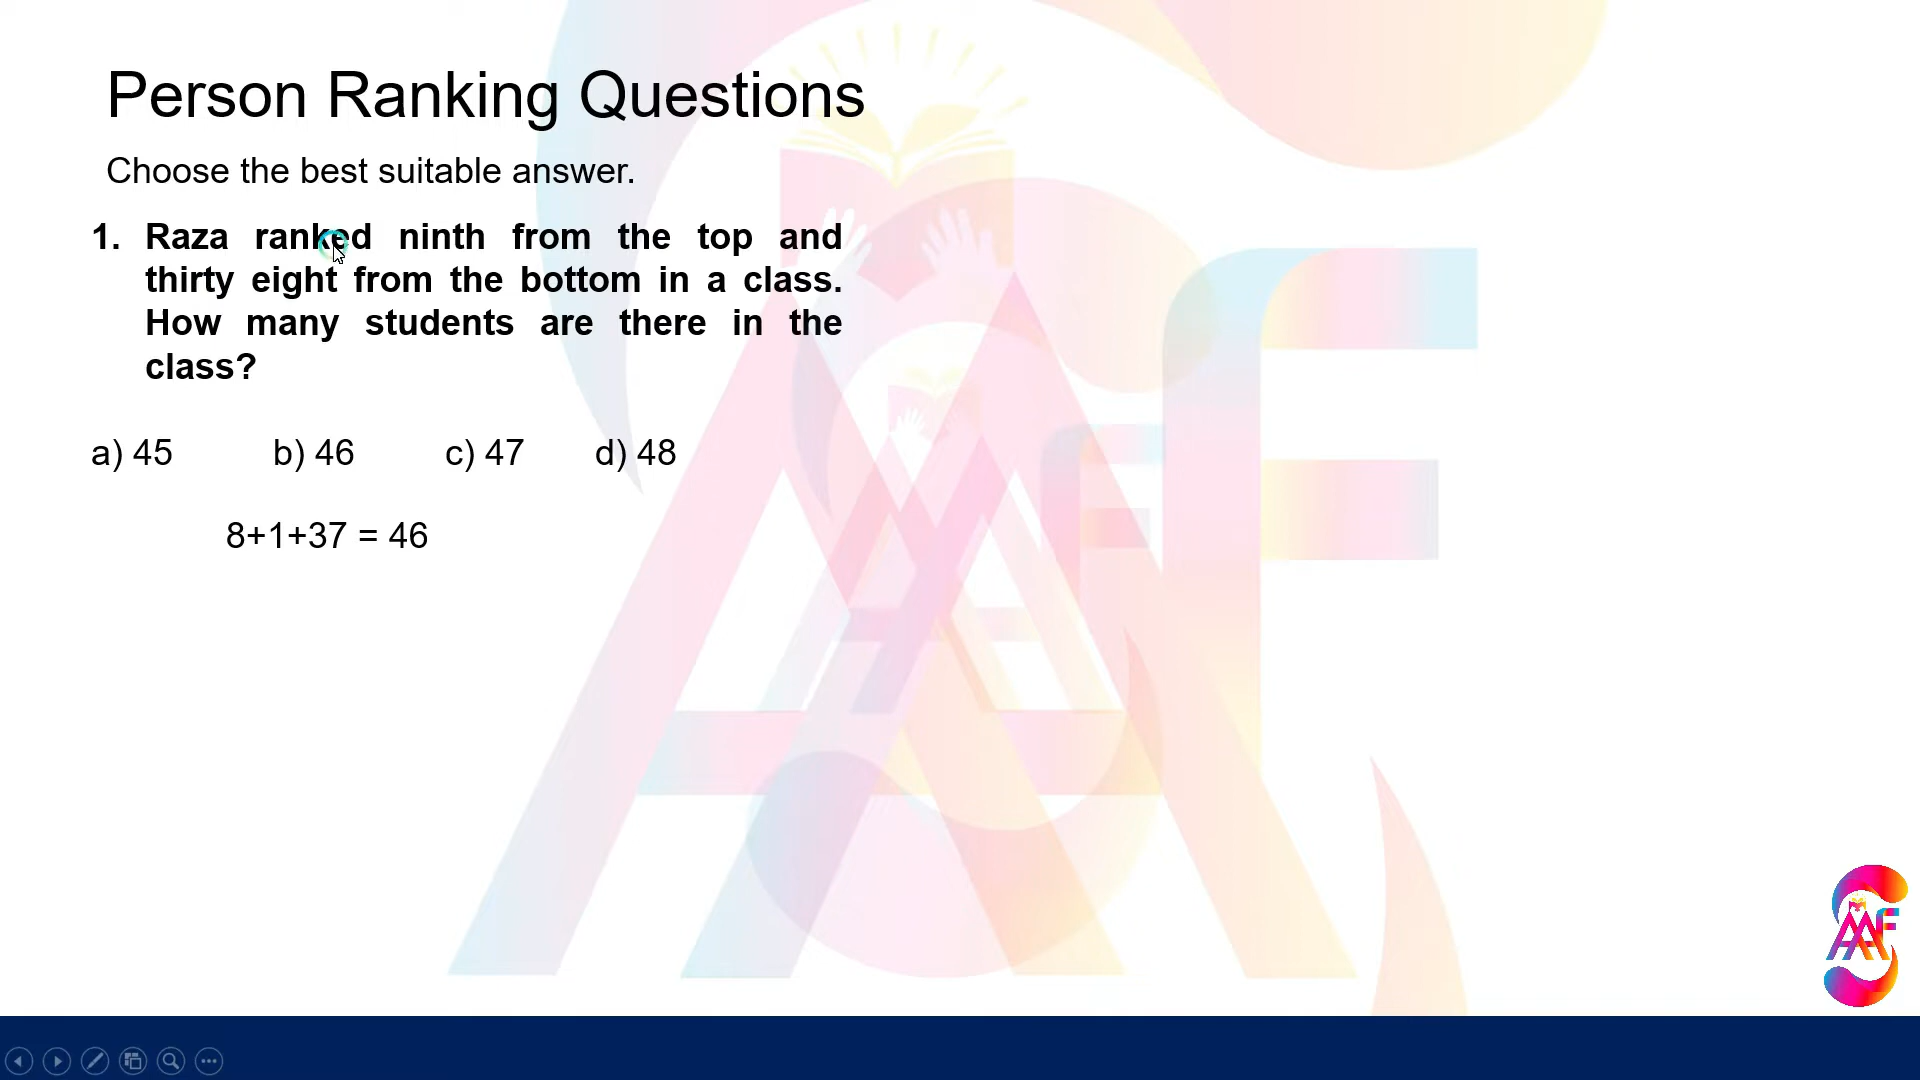 Person Ranking Questions
Choose the best suitable answer.
1. Raza ranked ninth from the top and
thirty eight from the bottom in a class.
How many students are there in the
class?
a) 45 b) 46 c) 47 d) 48
8+1+37 = 46